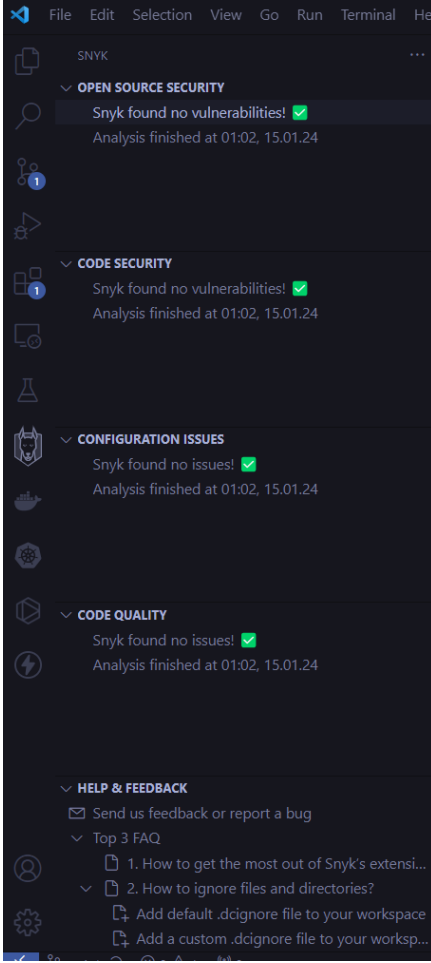 File Edit Selection View Go Run Terminal He
SNYK
OPEN SOURCE SECURITY
Snyk found no vulnerabilities! ✅
Analysis finished at 01:02, 15.01.24
1
CODE SECURITY
Snyk found no vulnerabilities! ✅
1
Analysis finished at 01:02, 15.01.24
CONFIGURATION ISSUES
Snyk found no issues! ✅
Analysis finished at 01:02, 15.01.24
CODE QUALITY
Snyk found no issues! ✅
Analysis finished at 01:02, 15.01.24
HELP & FEEDBACK
Send us feedback or report a bug
Top 3 FAQ
1. How to get the most out of Snyk's extensi...
2. How to ignore files and directories?
Add default .dcignore file to your workspace
Add a custom .dcignore file to your worksp...